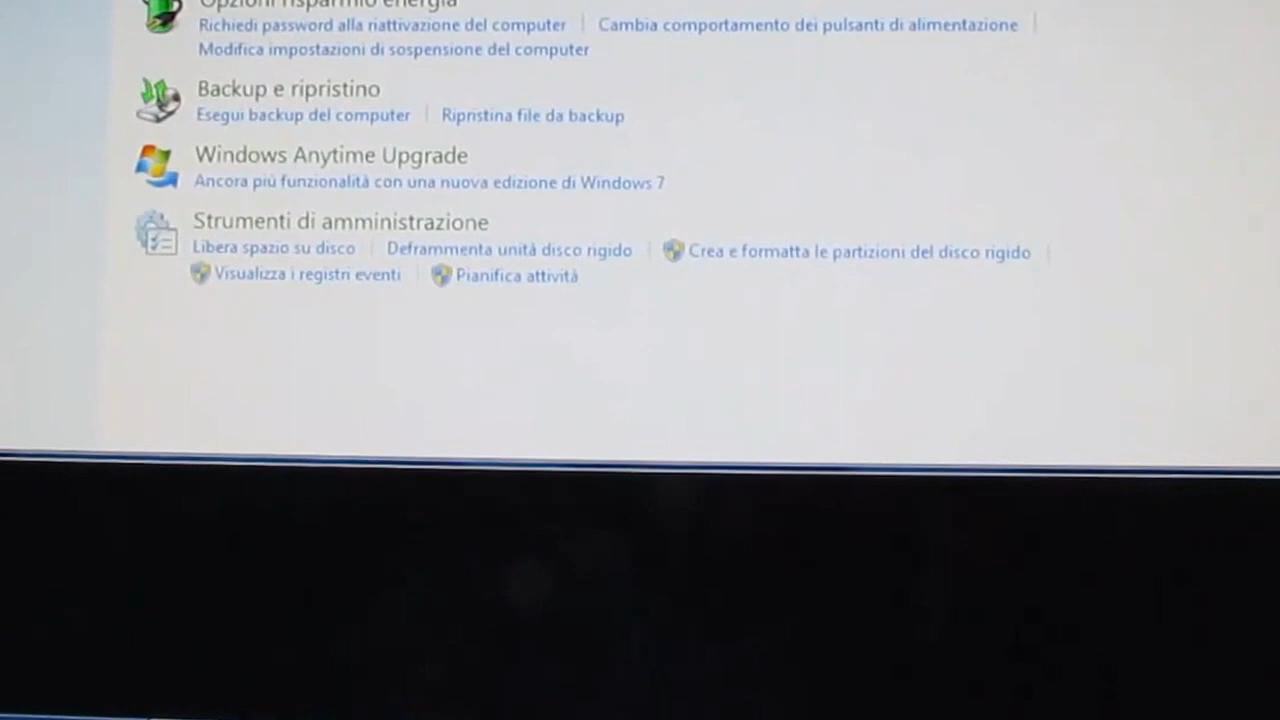 Opzioni risparmio energia
Richiedi password alla riattivazione del computer | Cambia comportamento dei pulsanti di alimentazione |
Modifica impostazioni di sospensione del computer
Backup e ripristino
Esegui backup del computer | Ripristina file da backup
Windows Anytime Upgrade
Ancora più funzionalità con una nuova edizione di Windows 7
Strumenti di amministrazione
Libera spazio su disco | Deframmenta unità disco rigido | Crea e formatta le partizioni del disco rigido |
Visualizza i registri eventi | Pianifica attività